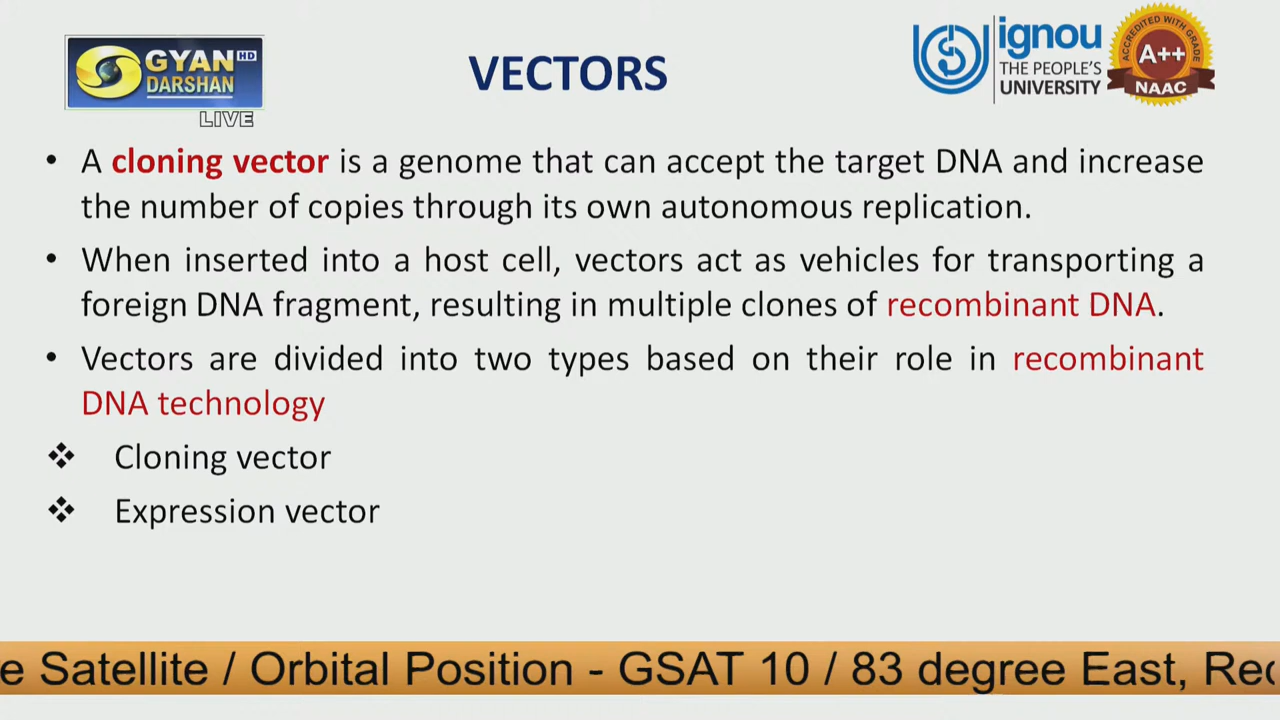 GYAN HD
DARSHAN
LIVE
VECTORS
ignou
THE PEOPLE'S
UNIVERSITY
ACCREDITED WITH GRADE
A++
NAAC
• A cloning vector is a genome that can accept the target DNA and increase
the number of copies through its own autonomous replication.
• When inserted into a host cell, vectors act as vehicles for transporting a
foreign DNA fragment, resulting in multiple clones of recombinant DNA.
• Vectors are divided into two types based on their role in recombinant
DNA technology
❖ Cloning vector
❖ Expression vector
e Satellite / Orbital Position - GSAT 10 / 83 degree East, Rec